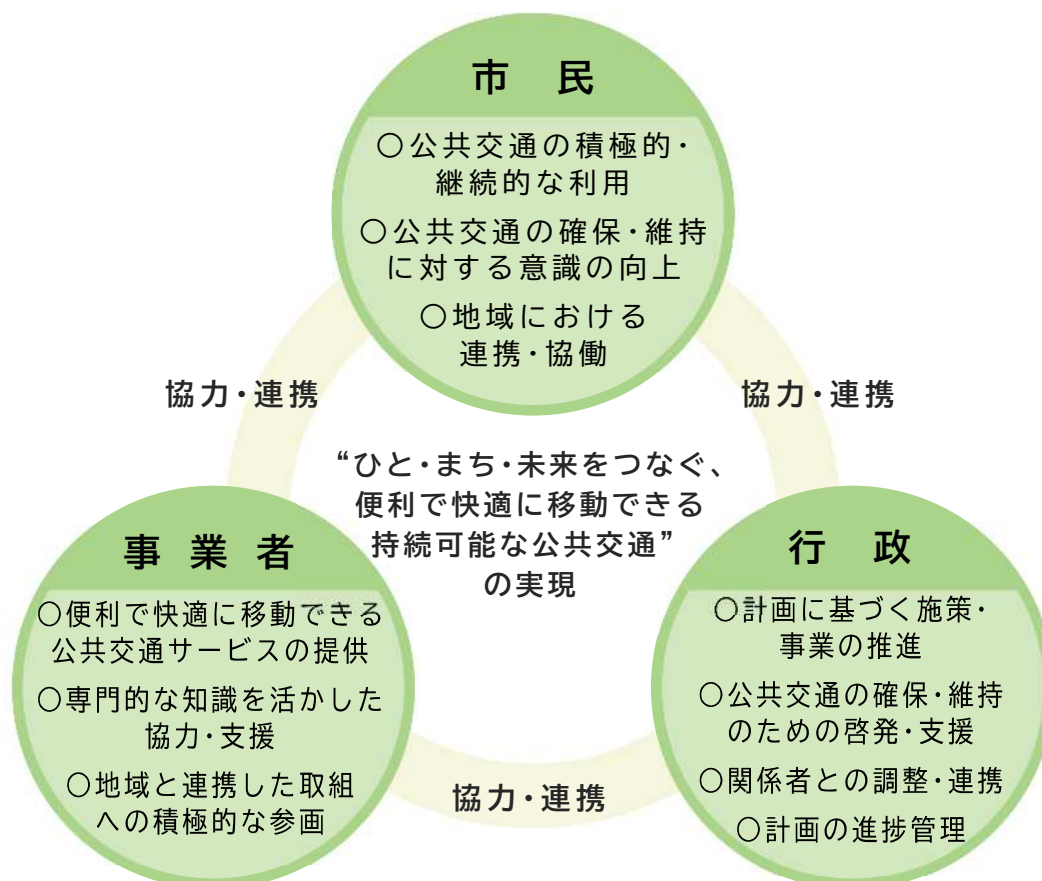 市民
〇公共交通の積極的・
継続的な利用
〇公共交通の確保・維持
に対する意識の向上
〇地域における
連携・協働
協力・連携
協力・連携
“ひと・まち・未来をつなぐ、
便利で快適に移動できる
持続可能な公共交通”
の実現
事業者
〇便利で快適に移動できる
公共交通サービスの提供
〇専門的な知識を活かした
協力・支援
〇地域と連携した取組
への積極的な参画
行政
〇計画に基づく施策・
事業の推進
〇公共交通の確保・維持
のための啓発・支援
〇関係者との調整・連携
〇計画の進捗管理
協力・連携